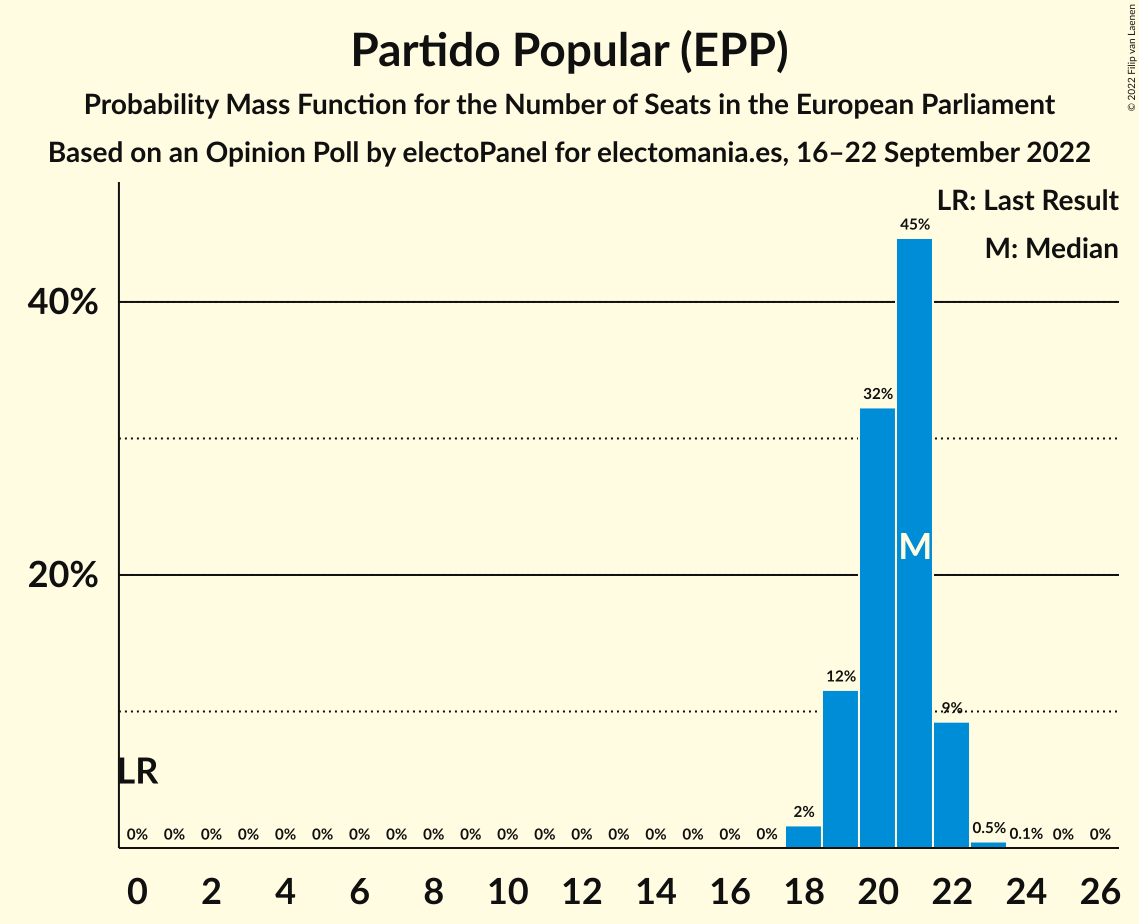 Partido Popular (EPP)
Probability Mass Function for the Number of Seats in the European Parliament
Based on an Opinion Poll by electoPanel for electomania.es, 16–22 September 2022
© 2022 Filip van Laenen
LR: Last Result
M: Median
45%
40%
32%
M
20%
12%
9%
LR
0% 0% 0% 0% 0% 0% 0% 0% 0% 0% 0% 0% 0% 0% 0% 0% 0% 0% 2% 0.5% 0.1% 0% 0%
0 2 4 6 8 10 12 14 16 18 20 22 24 26